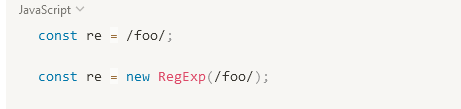 JavaScript
const re = /foo/;
const re = new RegExp(/foo/);